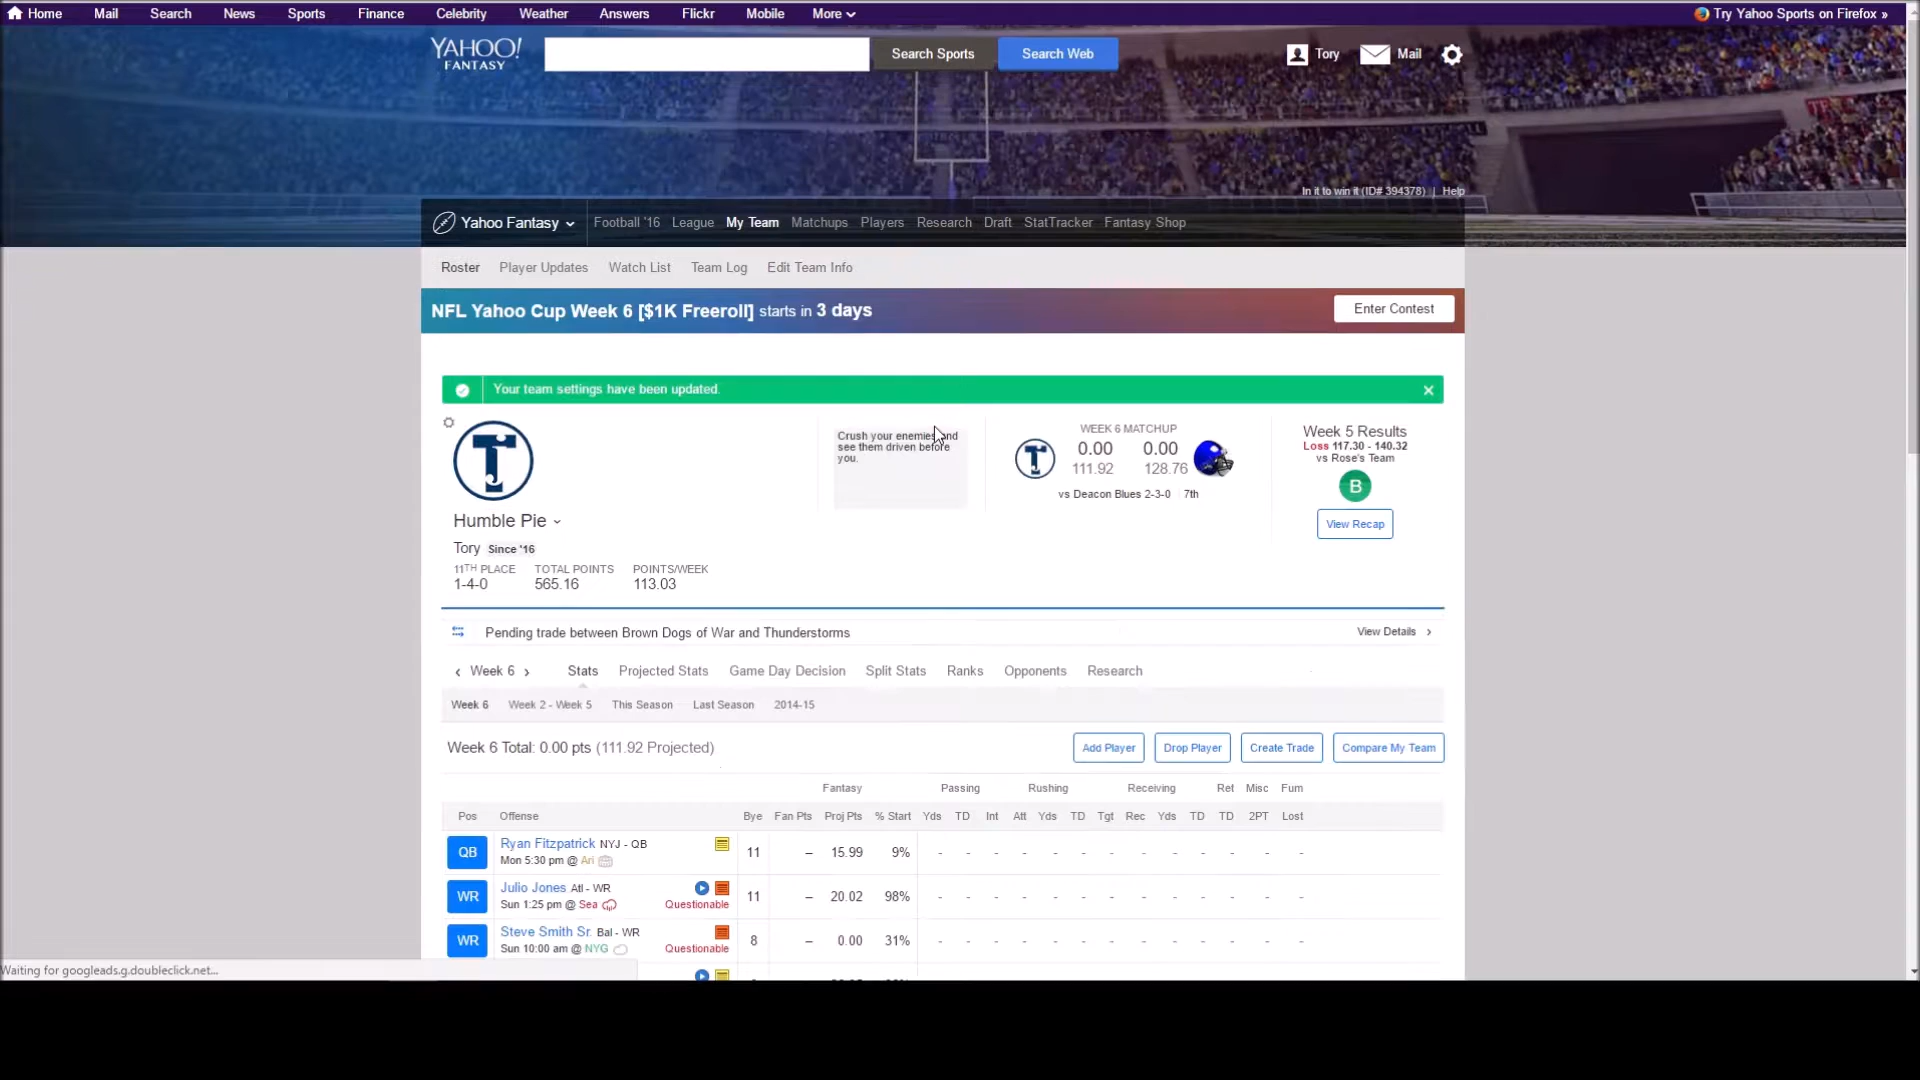 Home Mail Search News Sports Finance Celebrity Weather Answers Flickr Mobile More Try Yahoo Sports on Firefox »
YAHOO! FANTASY
Search Sports Search Web Tory Mail
In it to win it (ID# 394378) | Help
Yahoo Fantasy Football '16 League My Team Matchups Players Research Draft StatTracker Fantasy Shop
Roster Player Updates Watch List Team Log Edit Team Info
NFL Yahoo Cup Week 6 [$1K Freeroll] starts in 3 days Enter Contest
Your team settings have been updated.
T
Humble Pie
Tory Since '16
11TH PLACE TOTAL POINTS POINTS/WEEK
1-4-0 565.16 113.03
Crush your enemies and
see them driven before
you.
WEEK 6 MATCHUP
0.00 0.00
111.92 128.76
vs Deacon Blues 2-3-0 7th
Week 5 Results
Loss 117.30 - 140.32
vs Rose's Team
B
View Recap
Pending trade between Brown Dogs of War and Thunderstorms View Details
Week 6 Stats Projected Stats Game Day Decision Split Stats Ranks Opponents Research
Week 6 Week 2 - Week 5 This Season Last Season 2014-15
Week 6 Total: 0.00 pts (111.92 Projected) Add Player Drop Player Create Trade Compare My Team
Fantasy Passing Rushing Receiving Ret Misc Fum
Pos Offense Bye Fan Pts Proj Pts % Start Yds TD Int Att Yds TD Tgt Rec Yds TD TD 2PT Lost
QB Ryan Fitzpatrick NYJ - QB 11 – 15.99 9% - - - - - - - - - - - - -
Mon 5:30 pm @ Ari
WR Julio Jones Atl - WR 11 – 20.02 98% - - - - - - - - - - - - -
Sun 1:25 pm @ Sea Questionable
WR Steve Smith Sr. Bal - WR 8 – 0.00 31% - - - - - - - - - - - - -
Sun 10:00 am @ NYG Questionable
Waiting for googleads.g.doubleclick.net...